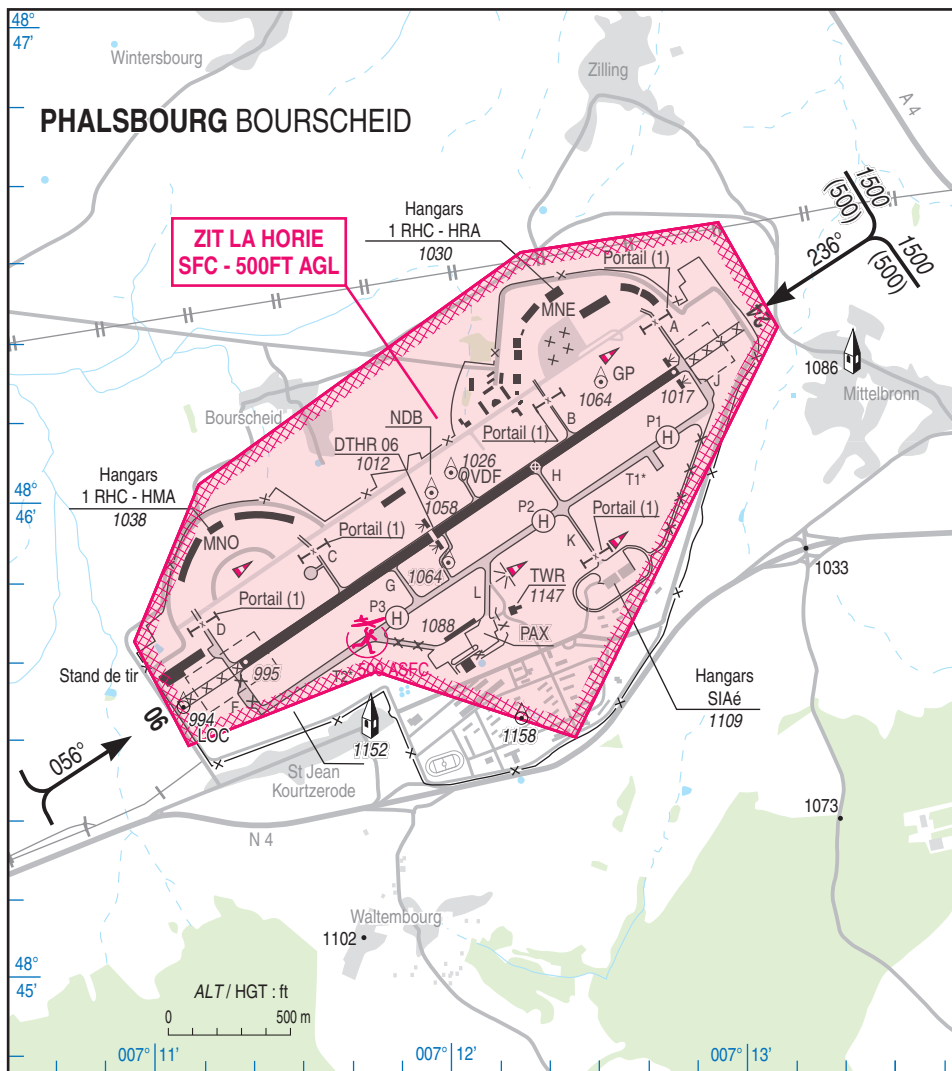 48°
47'
Wintersbourg
Zilling
A 4
PHALSBOURG BOURSCHEID
1500
(500)
1500
(500)
236°
ZIT LA HORIE
SFC - 500FT AGL
Hangars
1 RHC - HRA
1030
Portail (1)
MNE
A
24
1086
Mittelbronn
GP
1064
1017
J
Bourscheid
NDB
DTHR 06
1012
B
Portail (1)
P1
H
1026
QVDF
H
T1*
48°
46'
Hangars
1 RHC - HMA
1038
1058
Portail (1)
P2
H
Portail (1)
MNO
C
K
1033
1064
TWR
1147
G
L
Portail (1)
P3
H
D
1088
PAX
995
T2*
500 ASFC
Stand de tir
Hangars
SIAé
1109
F
06
994
LOC
1152
1158
056°
St Jean
Kourtzerode
N 4
1073
Waltembourg
1102
48°
45'
ALT / HGT : ft
0 500 m
007° 11' 007° 12' 007° 13'